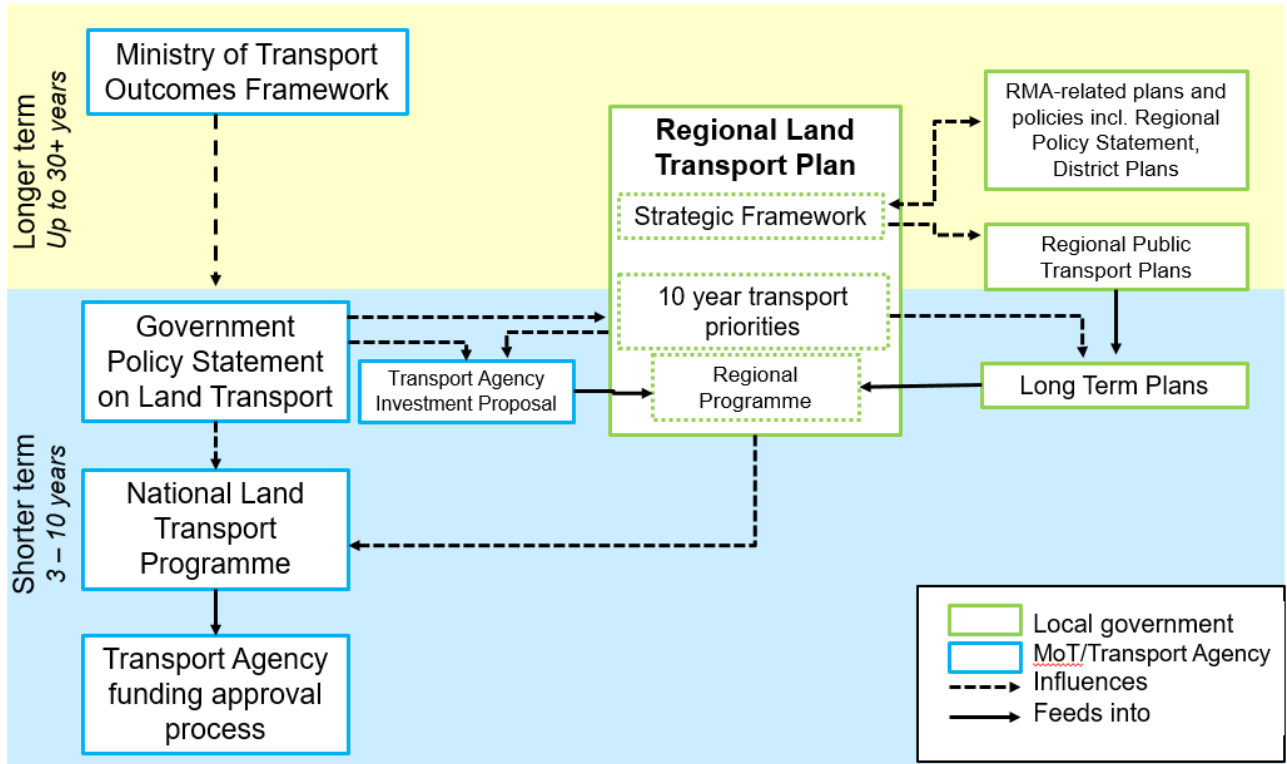 Longer term
Up to 30+ years
Ministry of Transport
Outcomes Framework
Regional Land
Transport Plan
Strategic Framework
RMA-related plans and
policies incl. Regional
Policy Statement,
District Plans
Regional Public
Transport Plans
Shorter term
3 – 10 years
Government
Policy Statement
on Land Transport
Transport Agency
Investment Proposal
10 year transport
priorities
Regional
Programme
Long Term Plans
National Land
Transport
Programme
Transport Agency
funding approval
process
Local government
MoT/Transport Agency
Influences
Feeds into